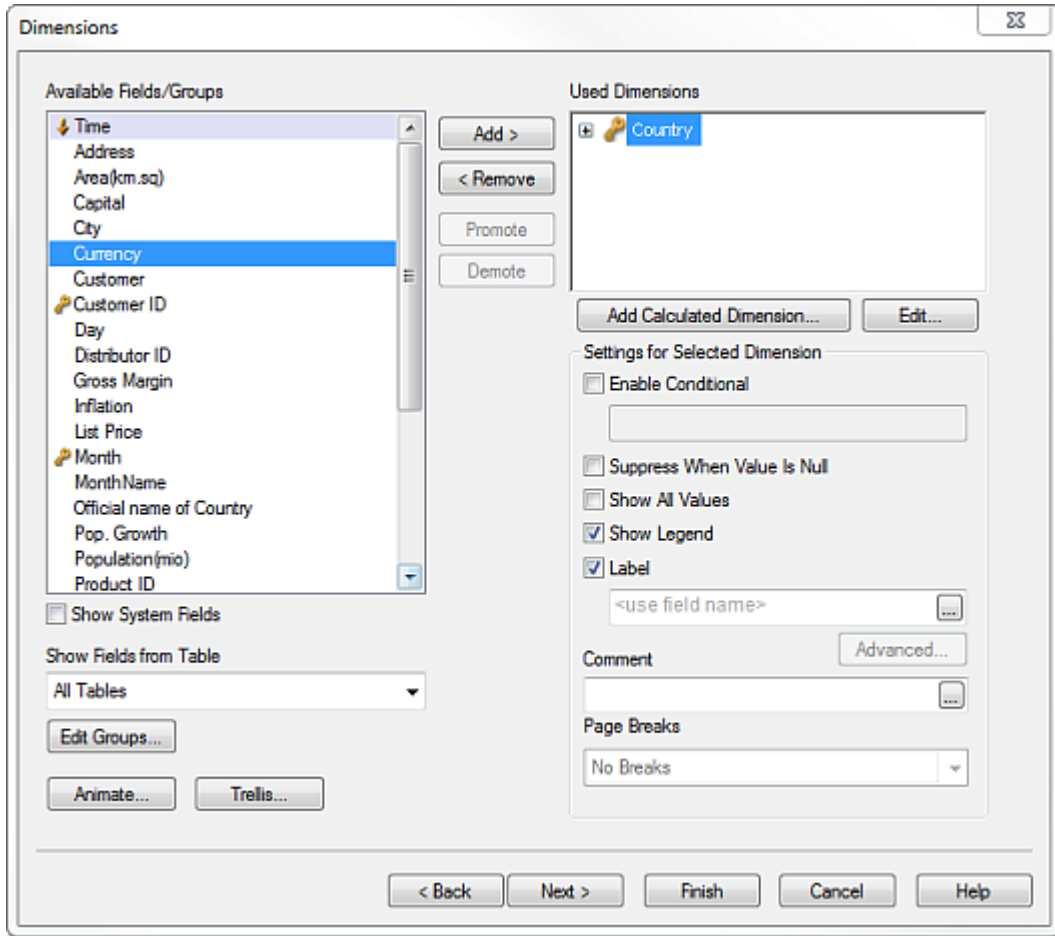 Dimensions
Available Fields/Groups
Time
Address
Area(km.sq)
Capital
City
Currency
Customer
Customer ID
Day
Distributor ID
Gross Margin
Inflation
List Price
Month
MonthName
Official name of Country
Pop. Growth
Population(mio)
Product ID
Show System Fields
Show Fields from Table
All Tables
Edit Groups...
Animate... Trellis...
Add >
< Remove
Promote
Demote
Used Dimensions
Country
Add Calculated Dimension... Edit...
Settings for Selected Dimension
Enable Conditional
Suppress When Value Is Null
Show All Values
Show Legend
Label
<use field name> ...
Advanced...
Comment
...
Page Breaks
No Breaks
< Back Next > Finish Cancel Help